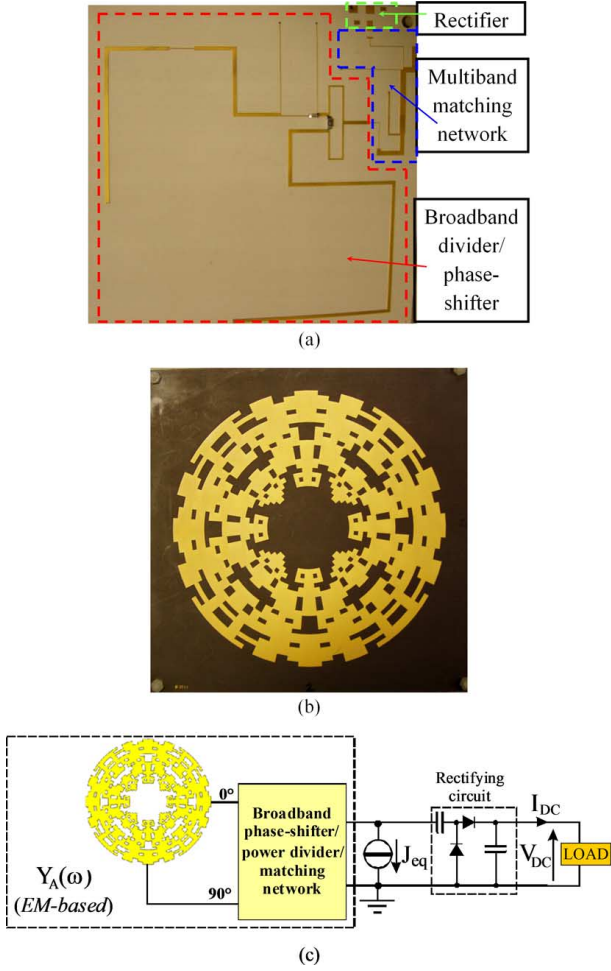 Rectifier
Multiband
matching
network
Broadband
divider/
phase-
shifter
(a)
(b)
0°
Broadband
phase-shifter/
power divider/
matching
network
90°
Y_A(ω)
(EM-based)
J_eq
Rectifying
circuit
I_DC
V_DC
LOAD
(c)